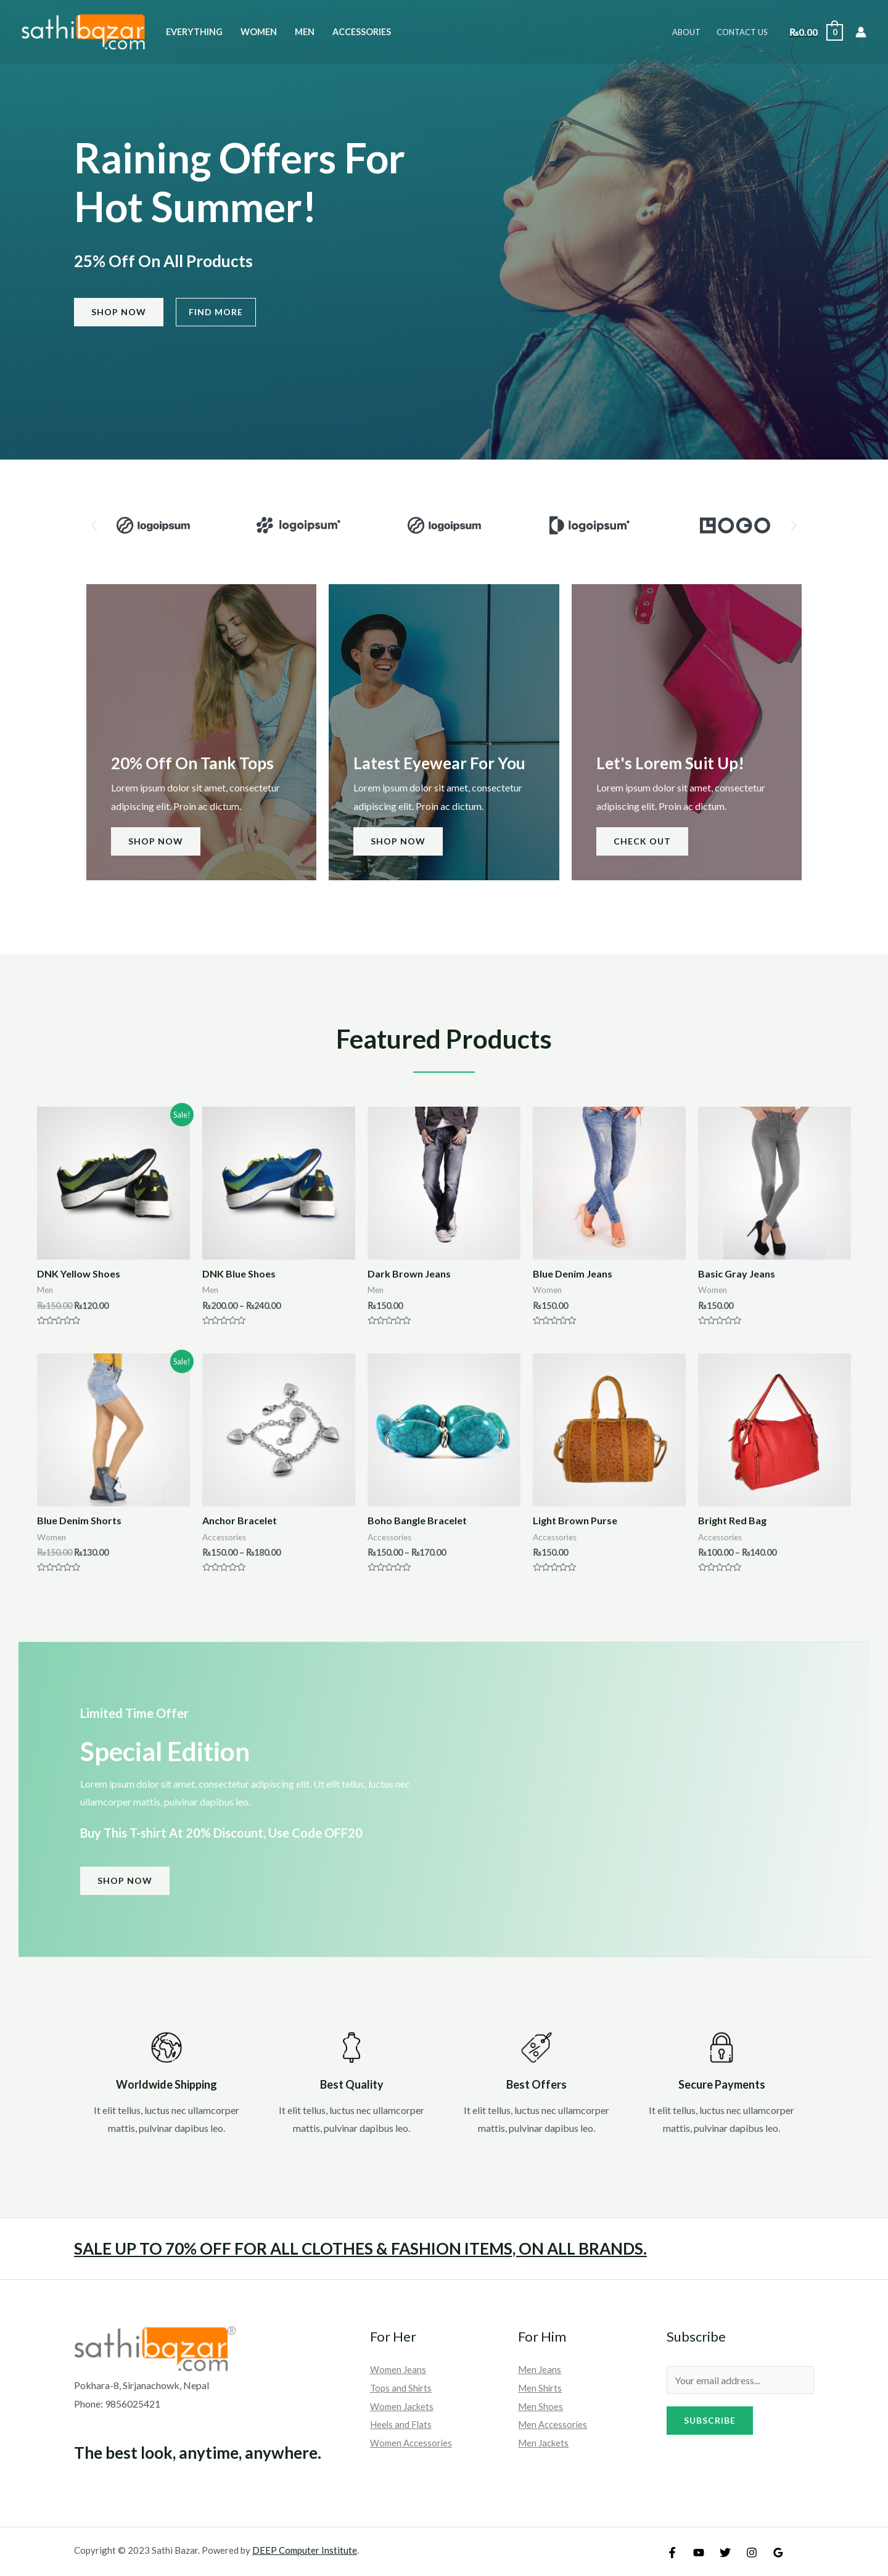 sathibazar.com
EVERYTHING WOMEN MEN ACCESSORIES ABOUT CONTACT US ₨0.00 0
Raining Offers For
Hot Summer!
25% Off On All Products
SHOP NOW FIND MORE
logoipsum logoipsum logoipsum logoipsum LOGO
20% Off On Tank Tops
Lorem ipsum dolor sit amet, consectetur
adipiscing elit. Proin ac dictum.
SHOP NOW
Latest Eyewear For You
Lorem ipsum dolor sit amet, consectetur
adipiscing elit. Proin ac dictum.
SHOP NOW
Let's Lorem Suit Up!
Lorem ipsum dolor sit amet, consectetur
adipiscing elit. Proin ac dictum.
CHECK OUT
Featured Products
Sale!
DNK Yellow Shoes
Men
₨150.00 ₨120.00
DNK Blue Shoes
Men
₨200.00 – ₨240.00
Dark Brown Jeans
Men
₨150.00
Blue Denim Jeans
Women
₨150.00
Basic Gray Jeans
Women
₨150.00
Sale!
Blue Denim Shorts
Women
₨150.00 ₨130.00
Anchor Bracelet
Accessories
₨150.00 – ₨180.00
Boho Bangle Bracelet
Accessories
₨150.00 – ₨170.00
Light Brown Purse
Accessories
₨150.00
Bright Red Bag
Accessories
₨100.00 – ₨140.00
Limited Time Offer
Special Edition
Lorem ipsum dolor sit amet, consectetur adipiscing elit. Ut elit tellus, luctus nec
ullamcorper mattis, pulvinar dapibus leo.
Buy This T-shirt At 20% Discount, Use Code OFF20
SHOP NOW
Worldwide Shipping
It elit tellus, luctus nec ullamcorper
mattis, pulvinar dapibus leo.
Best Quality
It elit tellus, luctus nec ullamcorper
mattis, pulvinar dapibus leo.
Best Offers
It elit tellus, luctus nec ullamcorper
mattis, pulvinar dapibus leo.
Secure Payments
It elit tellus, luctus nec ullamcorper
mattis, pulvinar dapibus leo.
SALE UP TO 70% OFF FOR ALL CLOTHES & FASHION ITEMS, ON ALL BRANDS.
sathibazar.com®
Pokhara-8, Sirjanachowk, Nepal
Phone: 9856025421
The best look, anytime, anywhere.
For Her
Women Jeans
Tops and Shirts
Women Jackets
Heels and Flats
Women Accessories
For Him
Men Jeans
Men Shirts
Men Shoes
Men Accessories
Men Jackets
Subscribe
Your email address...
SUBSCRIBE
Copyright © 2023 Sathi Bazar. Powered by DEEP Computer Institute.